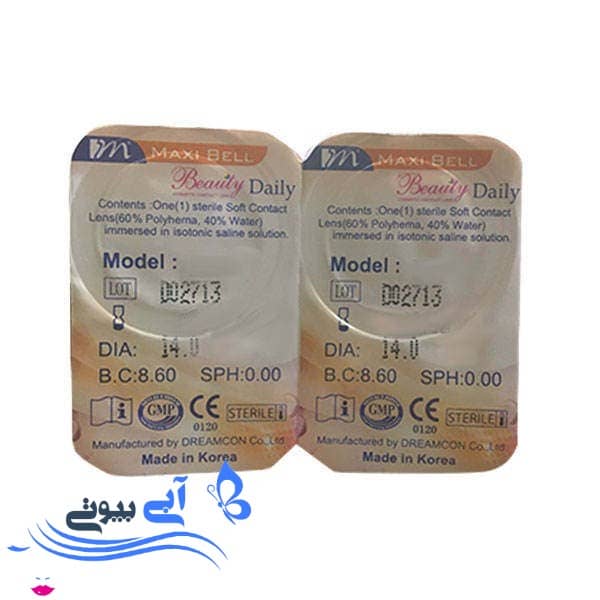 m MAXI BELL
Beauty Daily
Contents :One(1) sterile Soft Contact
Lens(60% Polyhema, 40% Water)
immersed in isotonic saline solution.
Model :
LOT D02713
DIA: 14.0
B.C:8.60 SPH:0.00
GMP CE 0120 STERILE
Manufactured by DREAMCON Co.,Ltd.
Made in Korea
m MAXI BELL
Beauty Daily
Contents :One(1) sterile Soft Contact
Lens(60% Polyhema, 40% Water)
immersed in isotonic saline solution.
Model :
LOT D02713
DIA: 14.0
B.C:8.60 SPH:0.00
GMP CE 0120 STERILE
Manufactured by DREAMCON Co.,Ltd.
Made in Korea
آبی بیوتی